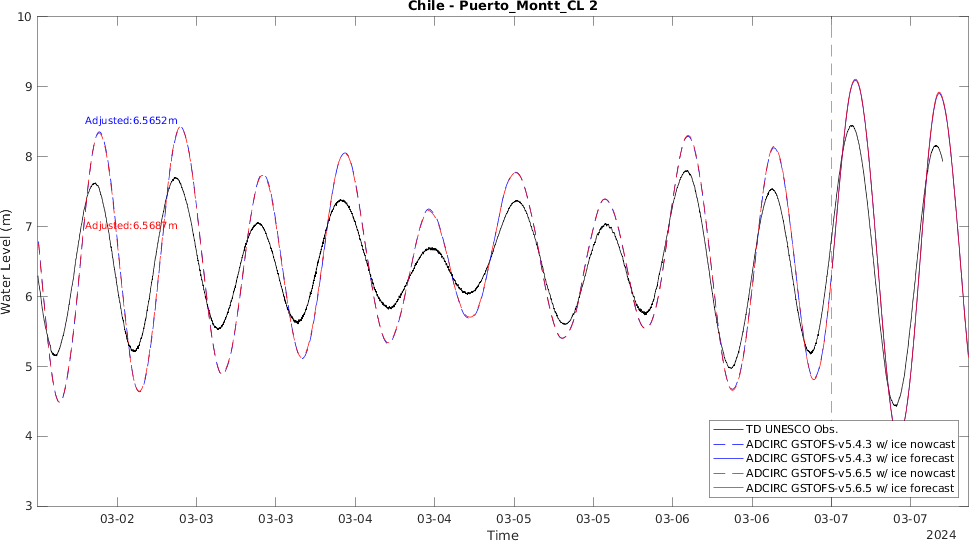 Chile - Puerto_Montt_CL 2
10
9
8
7
6
5
4
3
Water Level (m)
Adjusted:6.5652m
Adjusted:6.5687m
TD UNESCO Obs.
ADCIRC GSTOFS-v5.4.3 w/ ice nowcast
ADCIRC GSTOFS-v5.4.3 w/ ice forecast
ADCIRC GSTOFS-v5.6.5 w/ ice nowcast
ADCIRC GSTOFS-v5.6.5 w/ ice forecast
03-02 03-03 03-03 03-04 03-04 03-05 03-05 03-06 03-06 03-07 03-07
Time
2024